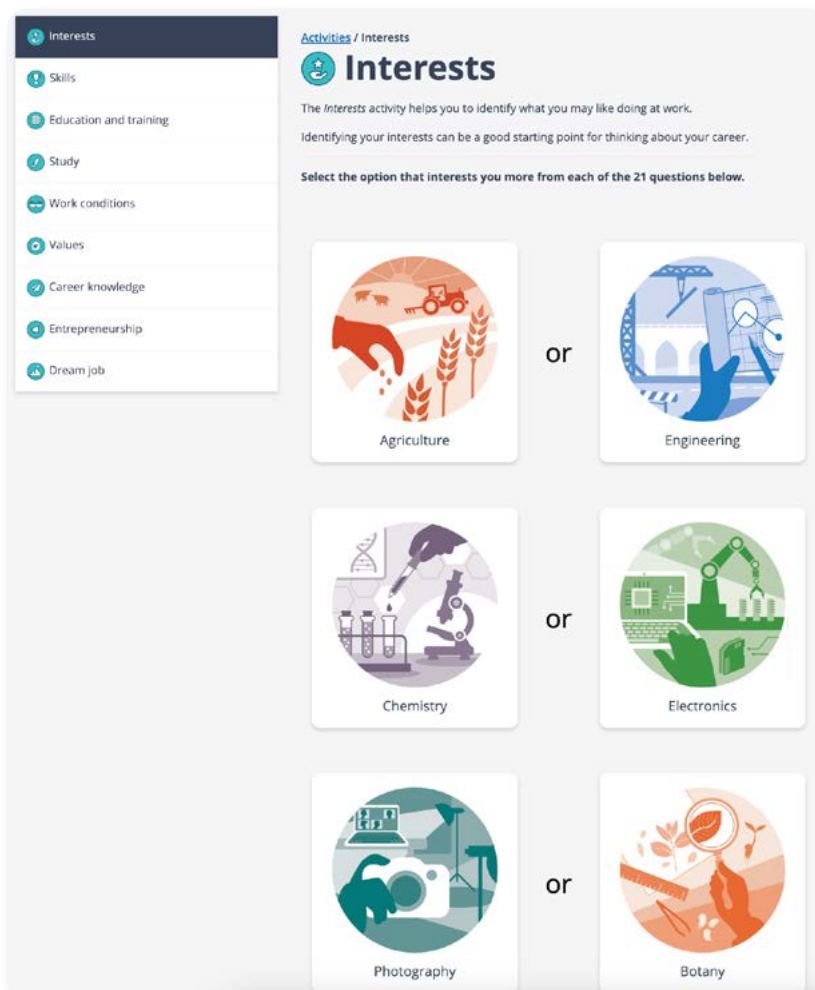 Interests
Skills
Education and training
Study
Work conditions
Values
Career knowledge
Entrepreneurship
Dream job
Activities / Interests
Interests
The Interests activity helps you to identify what you may like doing at work.
Identifying your interests can be a good starting point for thinking about your career.
Select the option that interests you more from each of the 21 questions below.
Agriculture
or
Engineering
Chemistry
or
Electronics
Photography
or
Botany